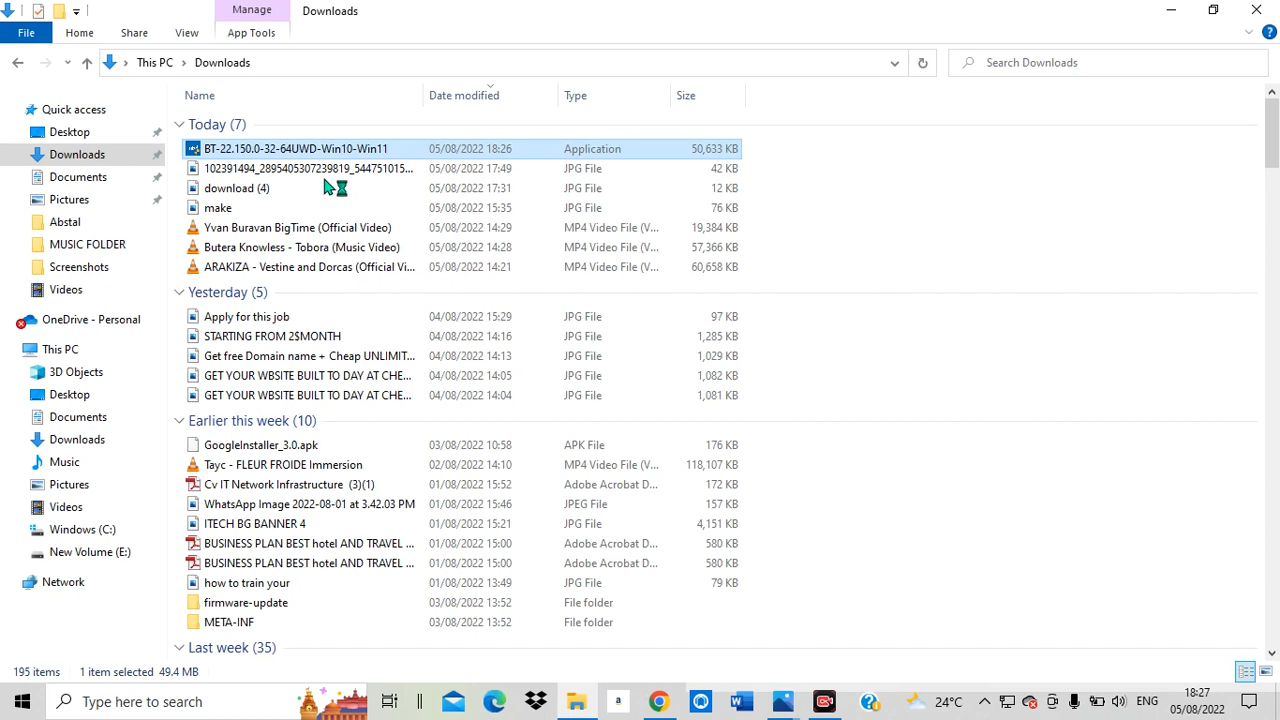 Manage
Downloads
File
Home
Share
View
App Tools
This PC
Downloads
Search Downloads
Name
Date modified
Type
Size
Quick access
Desktop
Downloads
Documents
Pictures
Abstal
MUSIC FOLDER
Screenshots
Videos
OneDrive - Personal
This PC
3D Objects
Desktop
Documents
Downloads
Music
Pictures
Videos
Windows (C:)
New Volume (E:)
Network
Today (7)
BT-22.150.0-32-64UWD-Win10-Win11 05/08/2022 18:26 Application 50,633 KB
102391494_2895405307239819_544751015... 05/08/2022 17:49 JPG File 42 KB
download (4) 05/08/2022 17:31 JPG File 12 KB
make 05/08/2022 15:35 JPG File 76 KB
Yvan Buravan BigTime (Official Video) 05/08/2022 14:29 MP4 Video File (V... 19,384 KB
Butera Knowless - Tobora (Music Video) 05/08/2022 14:28 MP4 Video File (V... 57,366 KB
ARAKIZA - Vestine and Dorcas (Official Vi... 05/08/2022 14:21 MP4 Video File (V... 60,658 KB
Yesterday (5)
Apply for this job 04/08/2022 15:29 JPG File 97 KB
STARTING FROM 2$MONTH 04/08/2022 14:16 JPG File 1,285 KB
Get free Domain name + Cheap UNLIMIT... 04/08/2022 14:13 JPG File 1,029 KB
GET YOUR WBSITE BUILT TO DAY AT CHE... 04/08/2022 14:05 JPG File 1,082 KB
GET YOUR WBSITE BUILT TO DAY AT CHE... 04/08/2022 14:04 JPG File 1,081 KB
Earlier this week (10)
GoogleInstaller_3.0.apk 03/08/2022 10:58 APK File 176 KB
Tayc - FLEUR FROIDE Immersion 02/08/2022 14:10 MP4 Video File (V... 118,107 KB
Cv IT Network Infrastructure (3)(1) 01/08/2022 15:52 Adobe Acrobat D... 172 KB
WhatsApp Image 2022-08-01 at 3.42.03 PM 01/08/2022 15:46 JPEG File 157 KB
ITECH BG BANNER 4 01/08/2022 15:21 JPG File 4,151 KB
BUSINESS PLAN BEST hotel AND TRAVEL ... 01/08/2022 15:00 Adobe Acrobat D... 580 KB
BUSINESS PLAN BEST hotel AND TRAVEL ... 01/08/2022 15:00 Adobe Acrobat D... 580 KB
how to train your 01/08/2022 13:49 JPG File 79 KB
firmware-update 03/08/2022 13:52 File folder
META-INF 03/08/2022 13:52 File folder
Last week (35)
195 items
1 item selected 49.4 MB
Type here to search
a
24°C
ENG
18:27
05/08/2022